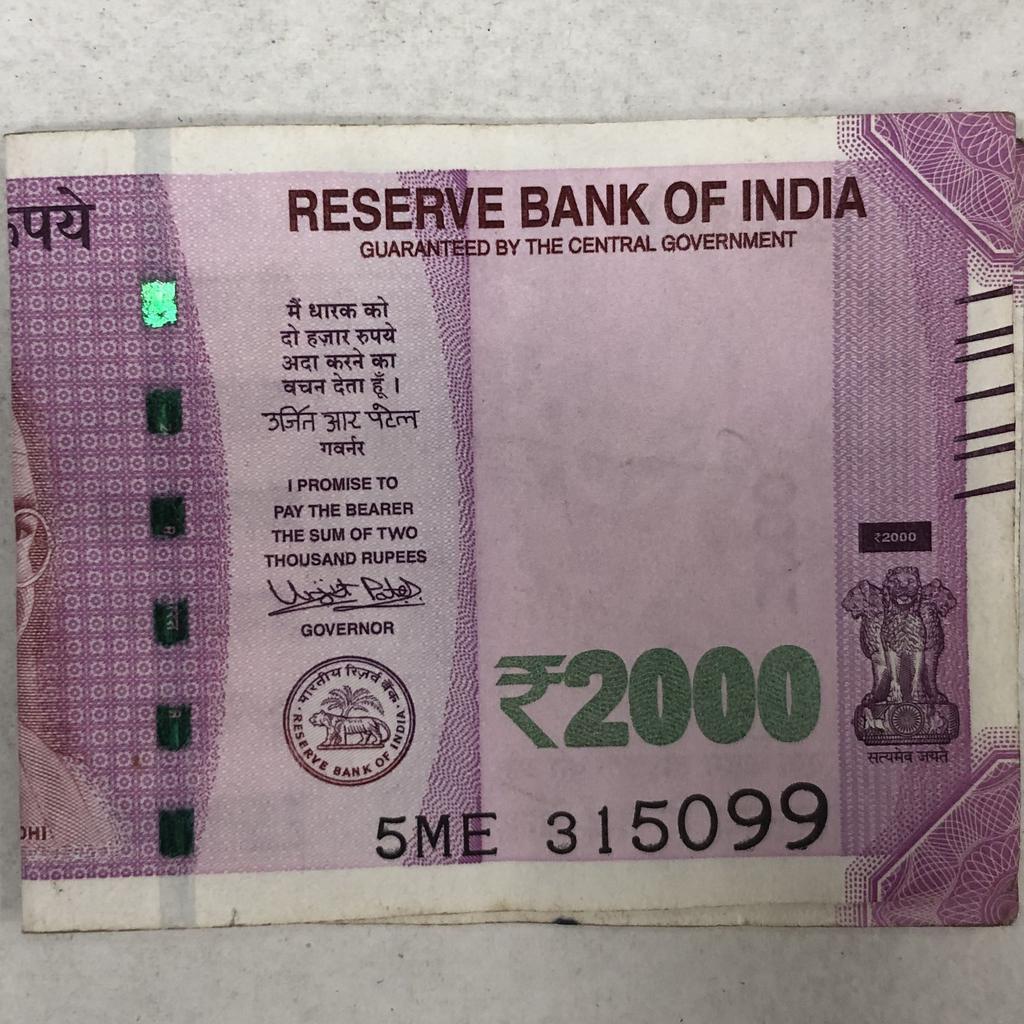 रुपये
RESERVE BANK OF INDIA
GUARANTEED BY THE CENTRAL GOVERNMENT
मैं धारक को
दो हज़ार रुपये
अदा करने का
वचन देता हूँ ।
उर्जित आर पटेल
गवर्नर
I PROMISE TO
PAY THE BEARER
THE SUM OF TWO
THOUSAND RUPEES
Urjit Patel
GOVERNOR
भारतीय रिज़र्व बैंक
RESERVE BANK OF INDIA
₹2000
₹2000
सत्यमेव जयते
5ME 315099